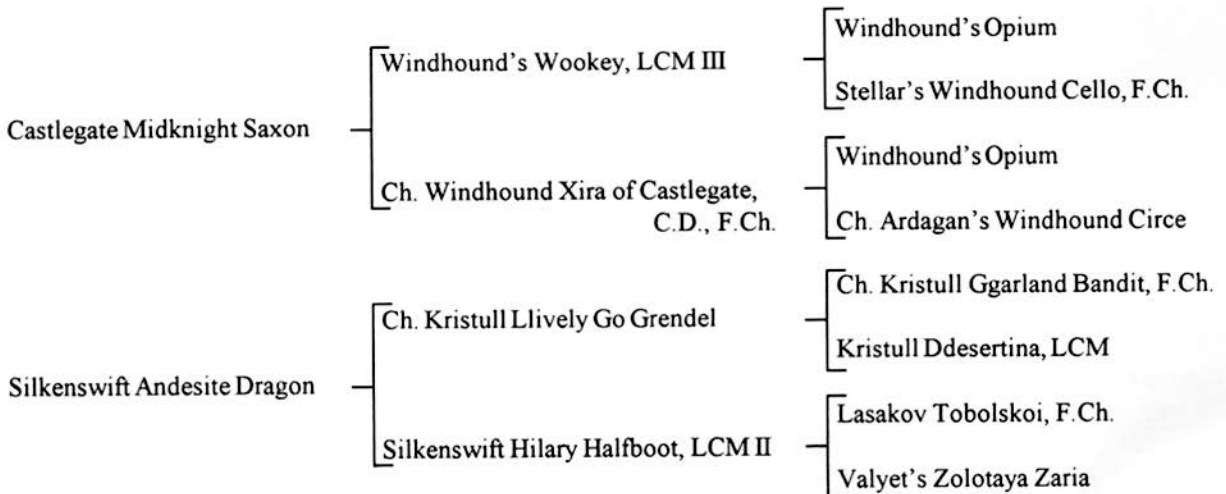 Windhound's Opium
Windhound's Wookey, LCM III
Stellar's Windhound Cello, F.Ch.
Castlegate Midknight Saxon
Windhound's Opium
Ch. Windhound Xira of Castlegate,
C.D., F.Ch.
Ch. Ardagan's Windhound Circe
Ch. Kristull Ggarland Bandit, F.Ch.
Ch. Kristull Llively Go Grendel
Kristull Ddesertina, LCM
Silkenswift Andesite Dragon
Lasakov Tobolskoi, F.Ch.
Silkenswift Hilary Halfboot, LCM II
Valyet's Zolotaya Zaria